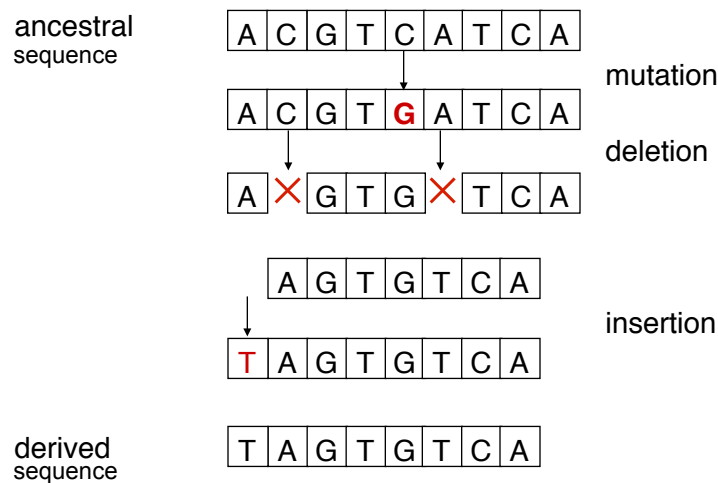 ancestral
sequence
A C G T C A T C A
mutation
A C G T G A T C A
deletion
A G T G T C A
A G T G T C A
insertion
T A G T G T C A
derived
sequence
T A G T G T C A